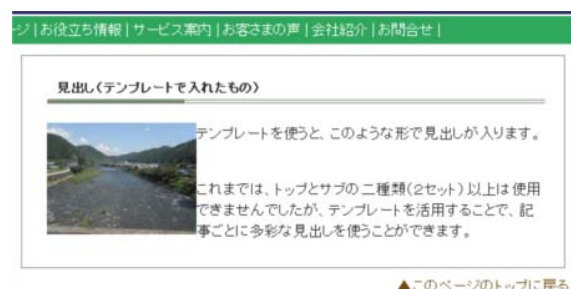 ージ | お役立ち情報 | サービス案内 | お客さまの声 | 会社紹介 | お問合せ |
見出し(テンプレートで入れたもの)
テンプレートを使うと、このような形で見出しが入ります。
これまでは、トップとサブの二種類(2セット)以上は使用
できませんでしたが、テンプレートを活用することで、記
事ごとに多彩な見出しを使うことができます。
▲このページのトップに戻る